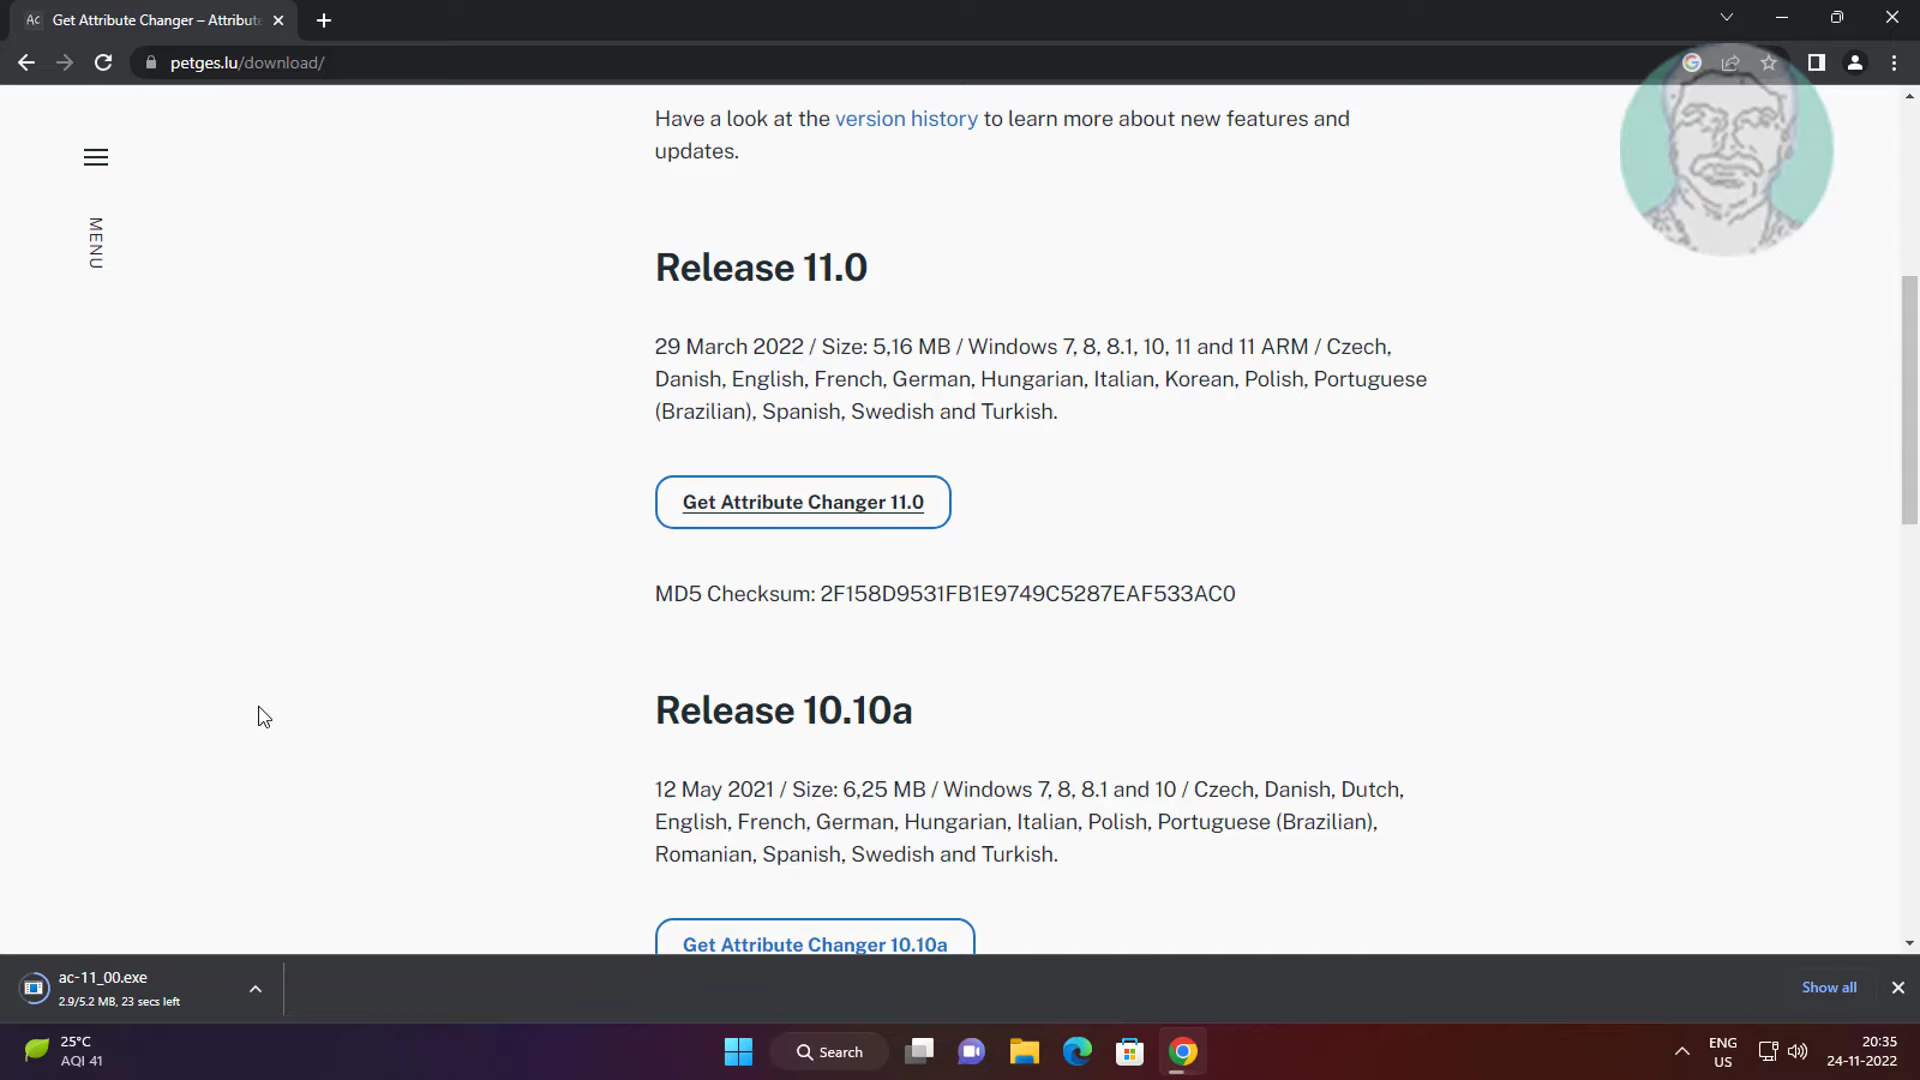 Ac Get Attribute Changer – Attribut
petges.lu/download/
Have a look at the version history to learn more about new features and
updates.
MENU
Release 11.0
29 March 2022 / Size: 5,16 MB / Windows 7, 8, 8.1, 10, 11 and 11 ARM / Czech,
Danish, English, French, German, Hungarian, Italian, Korean, Polish, Portuguese
(Brazilian), Spanish, Swedish and Turkish.
Get Attribute Changer 11.0
MD5 Checksum: 2F158D9531FB1E9749C5287EAF533AC0
Release 10.10a
12 May 2021 / Size: 6,25 MB / Windows 7, 8, 8.1 and 10 / Czech, Danish, Dutch,
English, French, German, Hungarian, Italian, Polish, Portuguese (Brazilian),
Romanian, Spanish, Swedish and Turkish.
Get Attribute Changer 10.10a
ac-11_00.exe
2.9/5.2 MB, 23 secs left
Show all
25°C
AQI 41
Search
ENG
US
20:35
24-11-2022